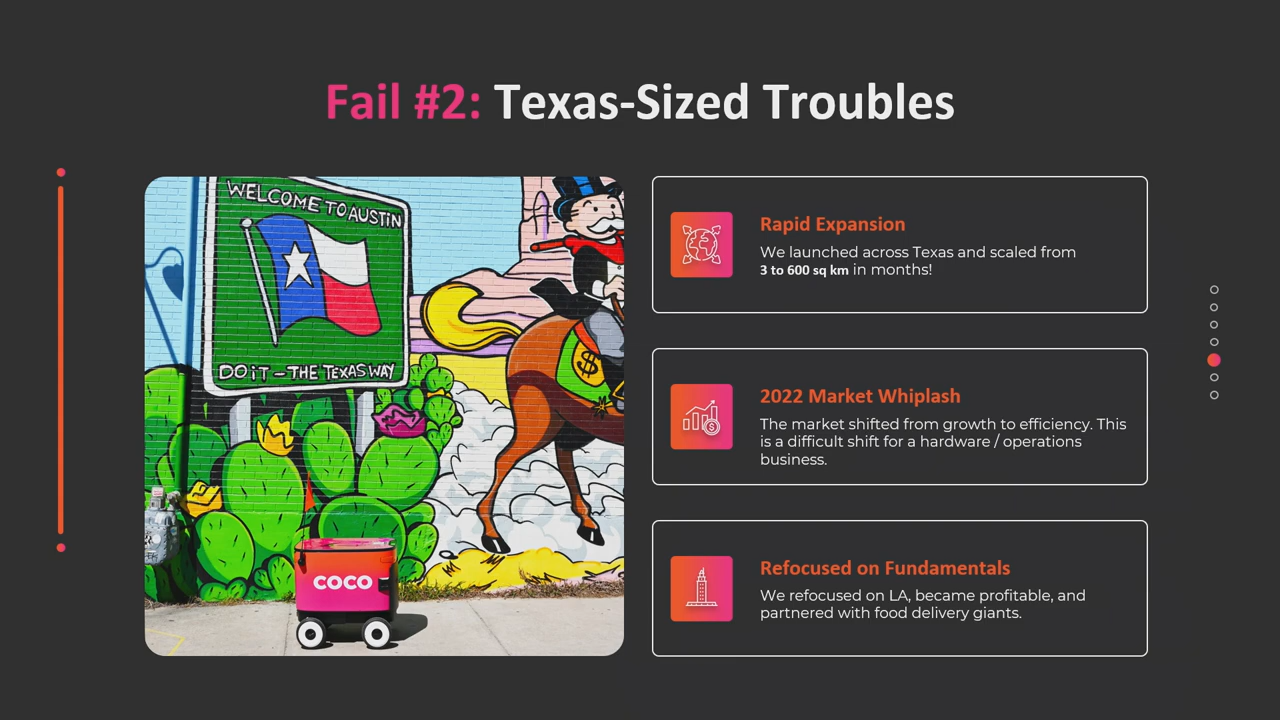 Fail #2: Texas-Sized Troubles
WELCOME TO AUSTIN
DO iT - THE TEXAS WAY
$
COCO
Rapid Expansion
We launched across Texas and scaled from
3 to 600 sq km in months!
2022 Market Whiplash
The market shifted from growth to efficiency. This
is a difficult shift for a hardware / operations
business.
Refocused on Fundamentals
We refocused on LA, became profitable, and
partnered with food delivery giants.